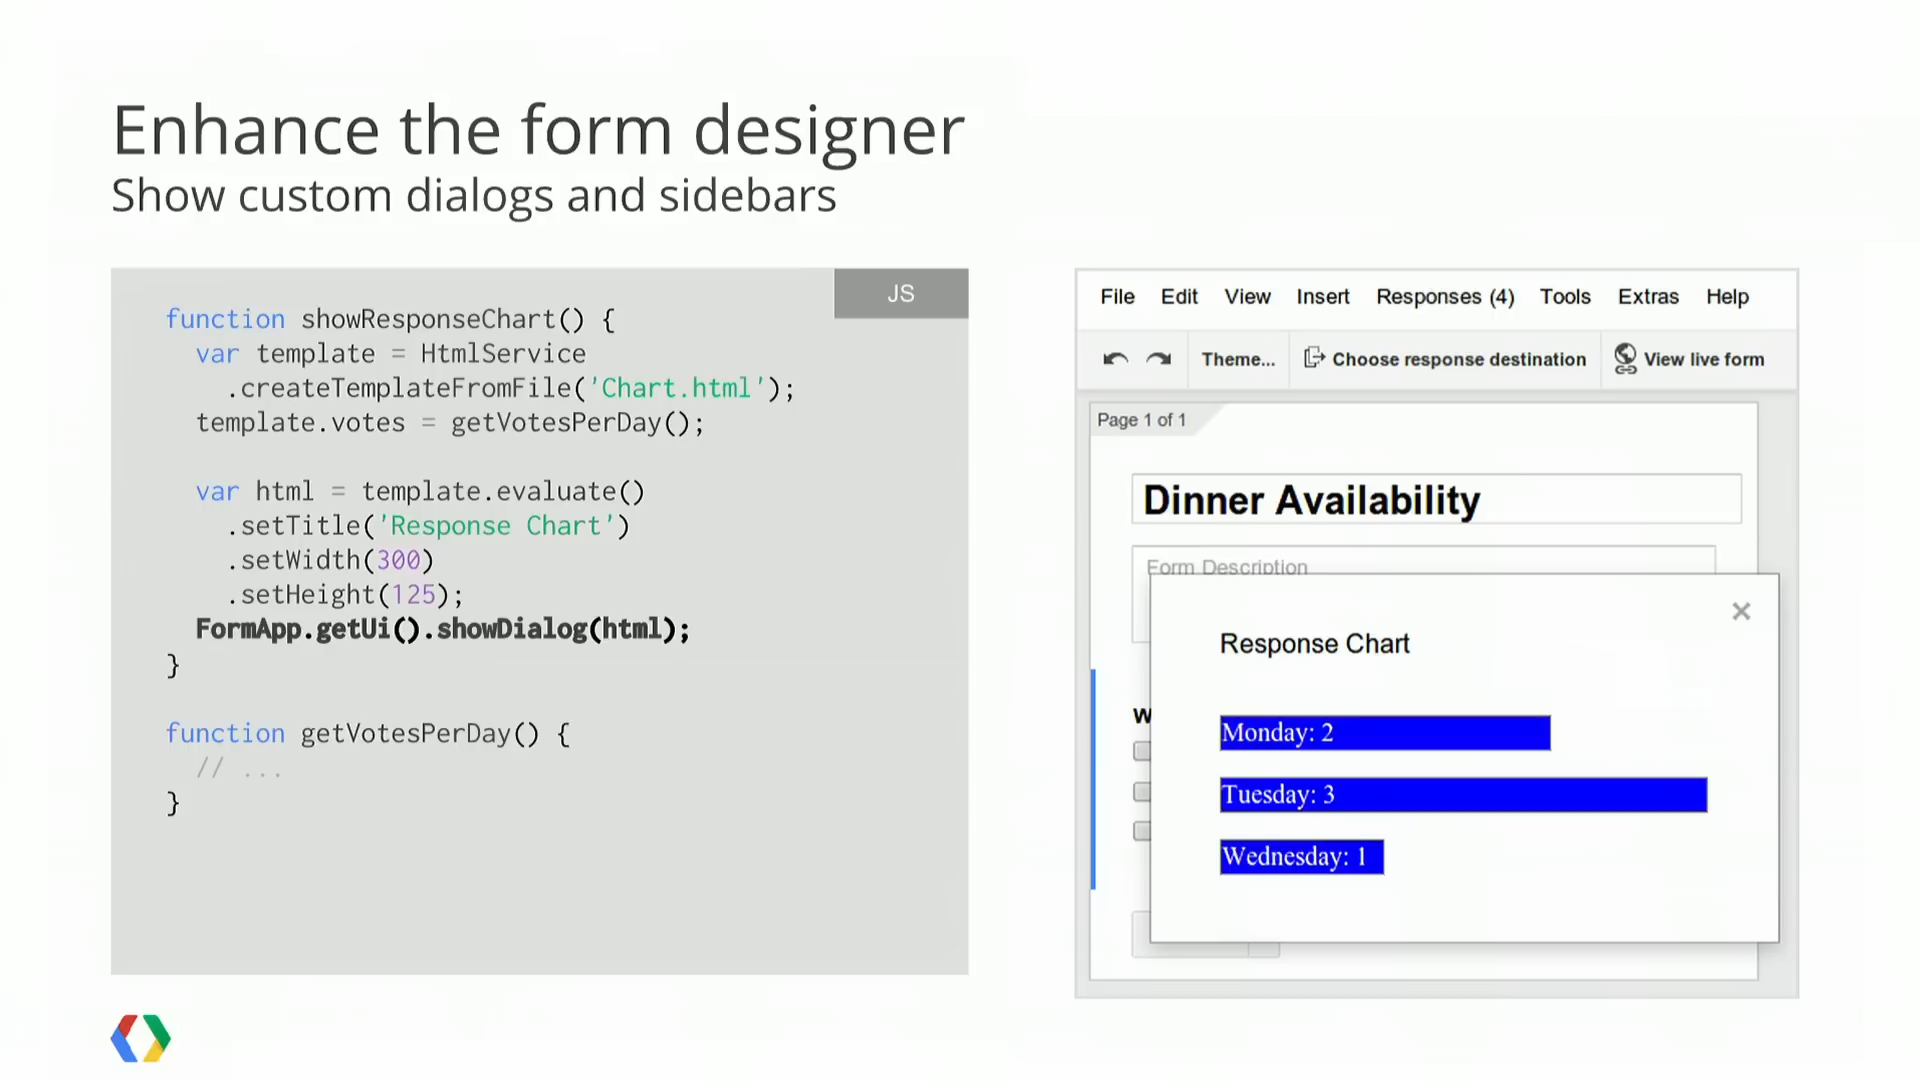 Enhance the form designer
Show custom dialogs and sidebars
JS
function showResponseChart() {
  var template = HtmlService
    .createTemplateFromFile('Chart.html');
  template.votes = getVotesPerDay();
  var html = template.evaluate()
    .setTitle('Response Chart')
    .setWidth(300)
    .setHeight(125);
  FormApp.getUi().showDialog(html);
}
function getVotesPerDay() {
  // ...
}
File Edit View Insert Responses (4) Tools Extras Help
Theme... Choose response destination View live form
Page 1 of 1
Dinner Availability
Form Description
Response Chart
Monday: 2
Tuesday: 3
Wednesday: 1